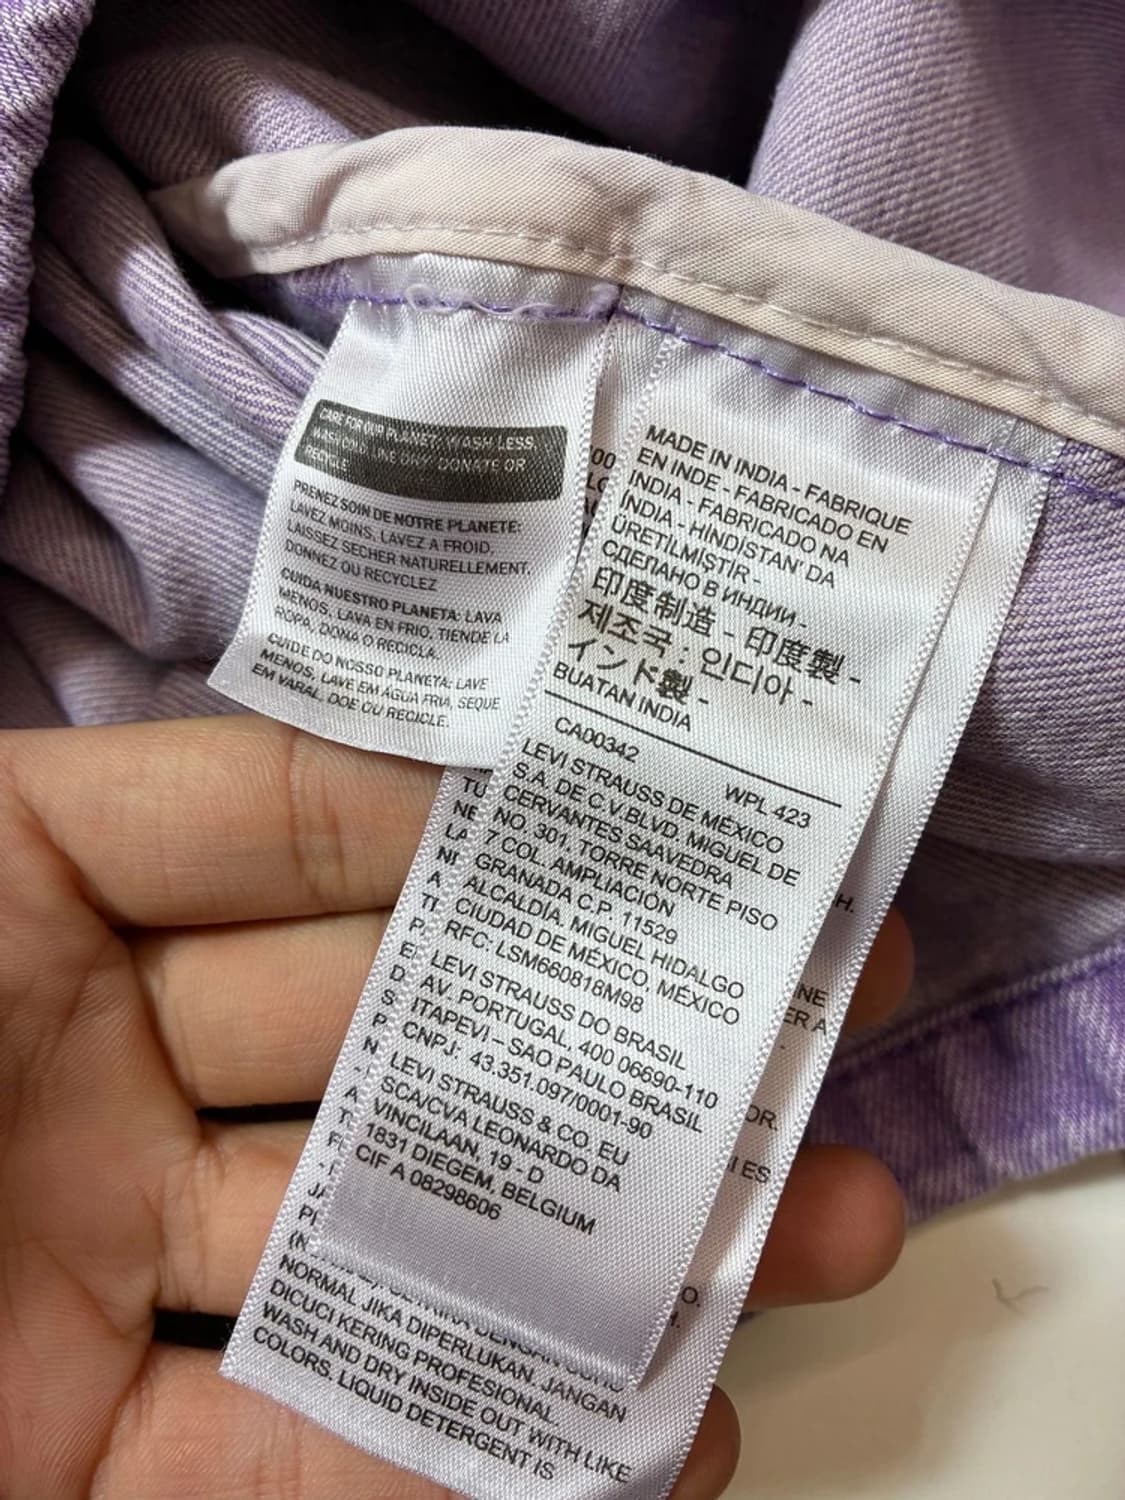 CARE FOR OUR PLANET: WASH LESS,
WASH COLD, LINE DRY, DONATE OR
RECYCLE
PRENEZ SOIN DE NOTRE PLANETE:
LAVEZ MOINS, LAVEZ A FROID,
LAISSEZ SECHER NATURELLEMENT,
DONNEZ OU RECYCLEZ
CUIDA NUESTRO PLANETA: LAVA
MENOS, LAVA EN FRIO, TIENDE LA
ROPA, DONA O RECICLA.
CUIDE DO NOSSO PLANETA: LAVE
MENOS, LAVE EM ÁGUA FRIA, SEQUE
EM VARAL, DOE OU RECICLE.
MADE IN INDIA - FABRIQUE
EN INDE - FABRICADO EN
INDIA - FABRICADO NA
ÍNDIA - HİNDİSTAN' DA
ÜRETİLMİŞTİR -
СДЕЛАНО В ИНДИИ -
印度制造 - 印度製 -
제조국 : 인디아 -
インド製 -
BUATAN INDIA
CA00342 WPL 423
LEVI STRAUSS DE MÉXICO
S.A. DE C.V.BLVD. MIGUEL DE
CERVANTES SAAVEDRA
NO. 301, TORRE NORTE PISO
7 COL. AMPLIACIÓN
GRANADA C.P. 11529
ALCALDÍA. MIGUEL HIDALGO
CIUDAD DE MÉXICO, MÉXICO
RFC: LSM660818M98
LEVI STRAUSS DO BRASIL
AV. PORTUGAL, 400 06690-110
ITAPEVI – SAO PAULO BRASIL
CNPJ: 43.351.097/0001-90
LEVI STRAUSS & CO. EU
SCA/CVA LEONARDO DA
VINCILAAN, 19 - D
1831 DIEGEM, BELGIUM
CIF A 08298606
NORMAL JIKA DIPERLUKAN. JANGAN
DICUCI KERING PROFESIONAL.
WASH AND DRY INSIDE OUT WITH LIKE
COLORS. LIQUID DETERGENT IS